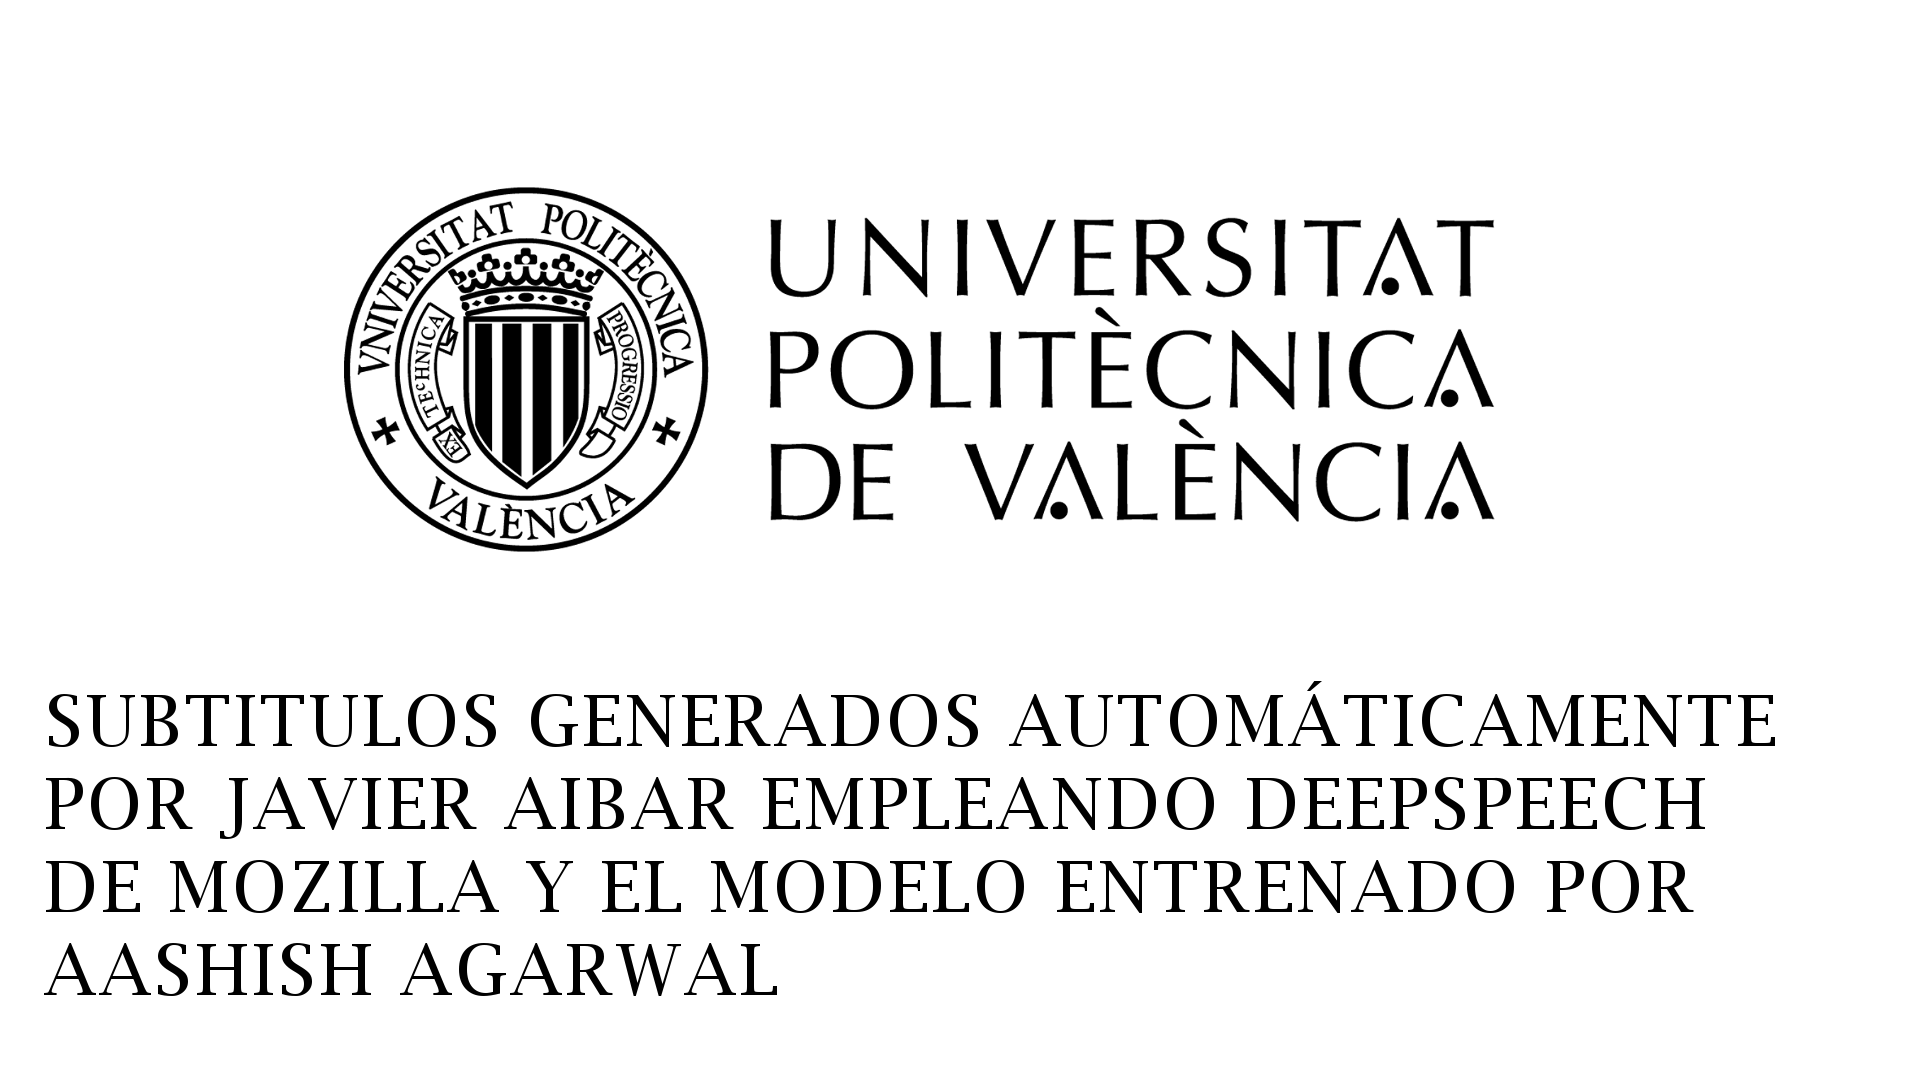 VNIVERSITAT POLITÈCNICA
VALÈNCIA
EX TECHNICA
PROGRESSIO
UNIVERSITAT
POLITÈCNICA
DE VALÈNCIA
SUBTITULOS GENERADOS AUTOMÁTICAMENTE
POR JAVIER AIBAR EMPLEANDO DEEPSPEECH
DE MOZILLA Y EL MODELO ENTRENADO POR
AASHISH AGARWAL